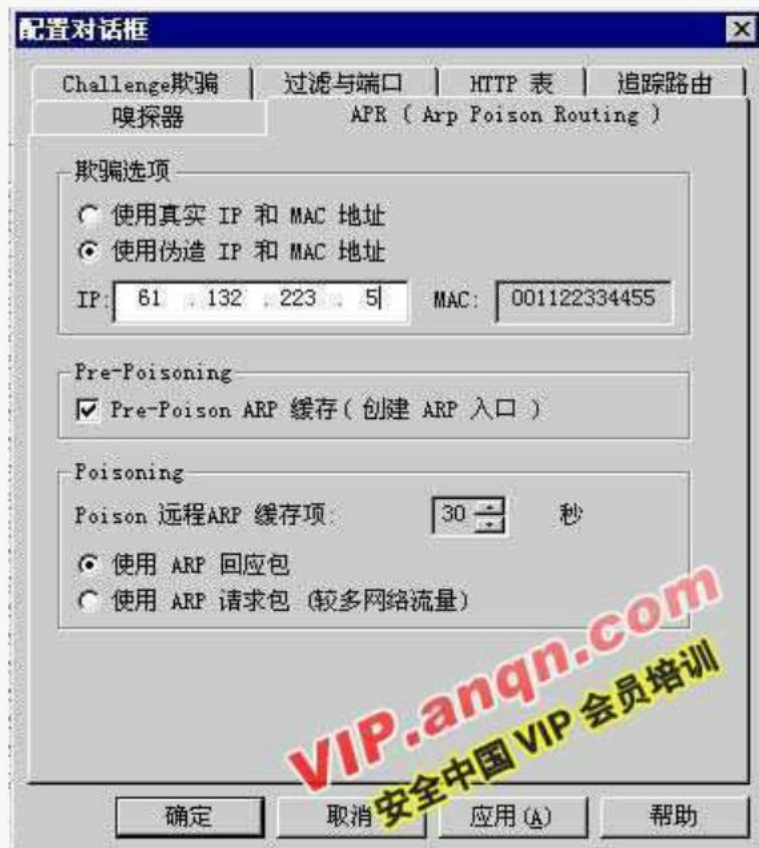 配置对话框
Challenge欺骗 过滤与端口 HTTP 表 追踪路由
嗅探器 APR ( Arp Poison Routing )
欺骗选项
使用真实 IP 和 MAC 地址
使用伪造 IP 和 MAC 地址
IP: 61 . 132 . 223 . 5 MAC: 001122334455
Pre-Poisoning
Pre-Poison ARP 缓存( 创建 ARP 入口 )
Poisoning
Poison 远程ARP 缓存项: 30 秒
使用 ARP 回应包
使用 ARP 请求包 (较多网络流量)
VIP.anqn.com
安全中国 VIP 会员培训
确定 取消 应用(A) 帮助